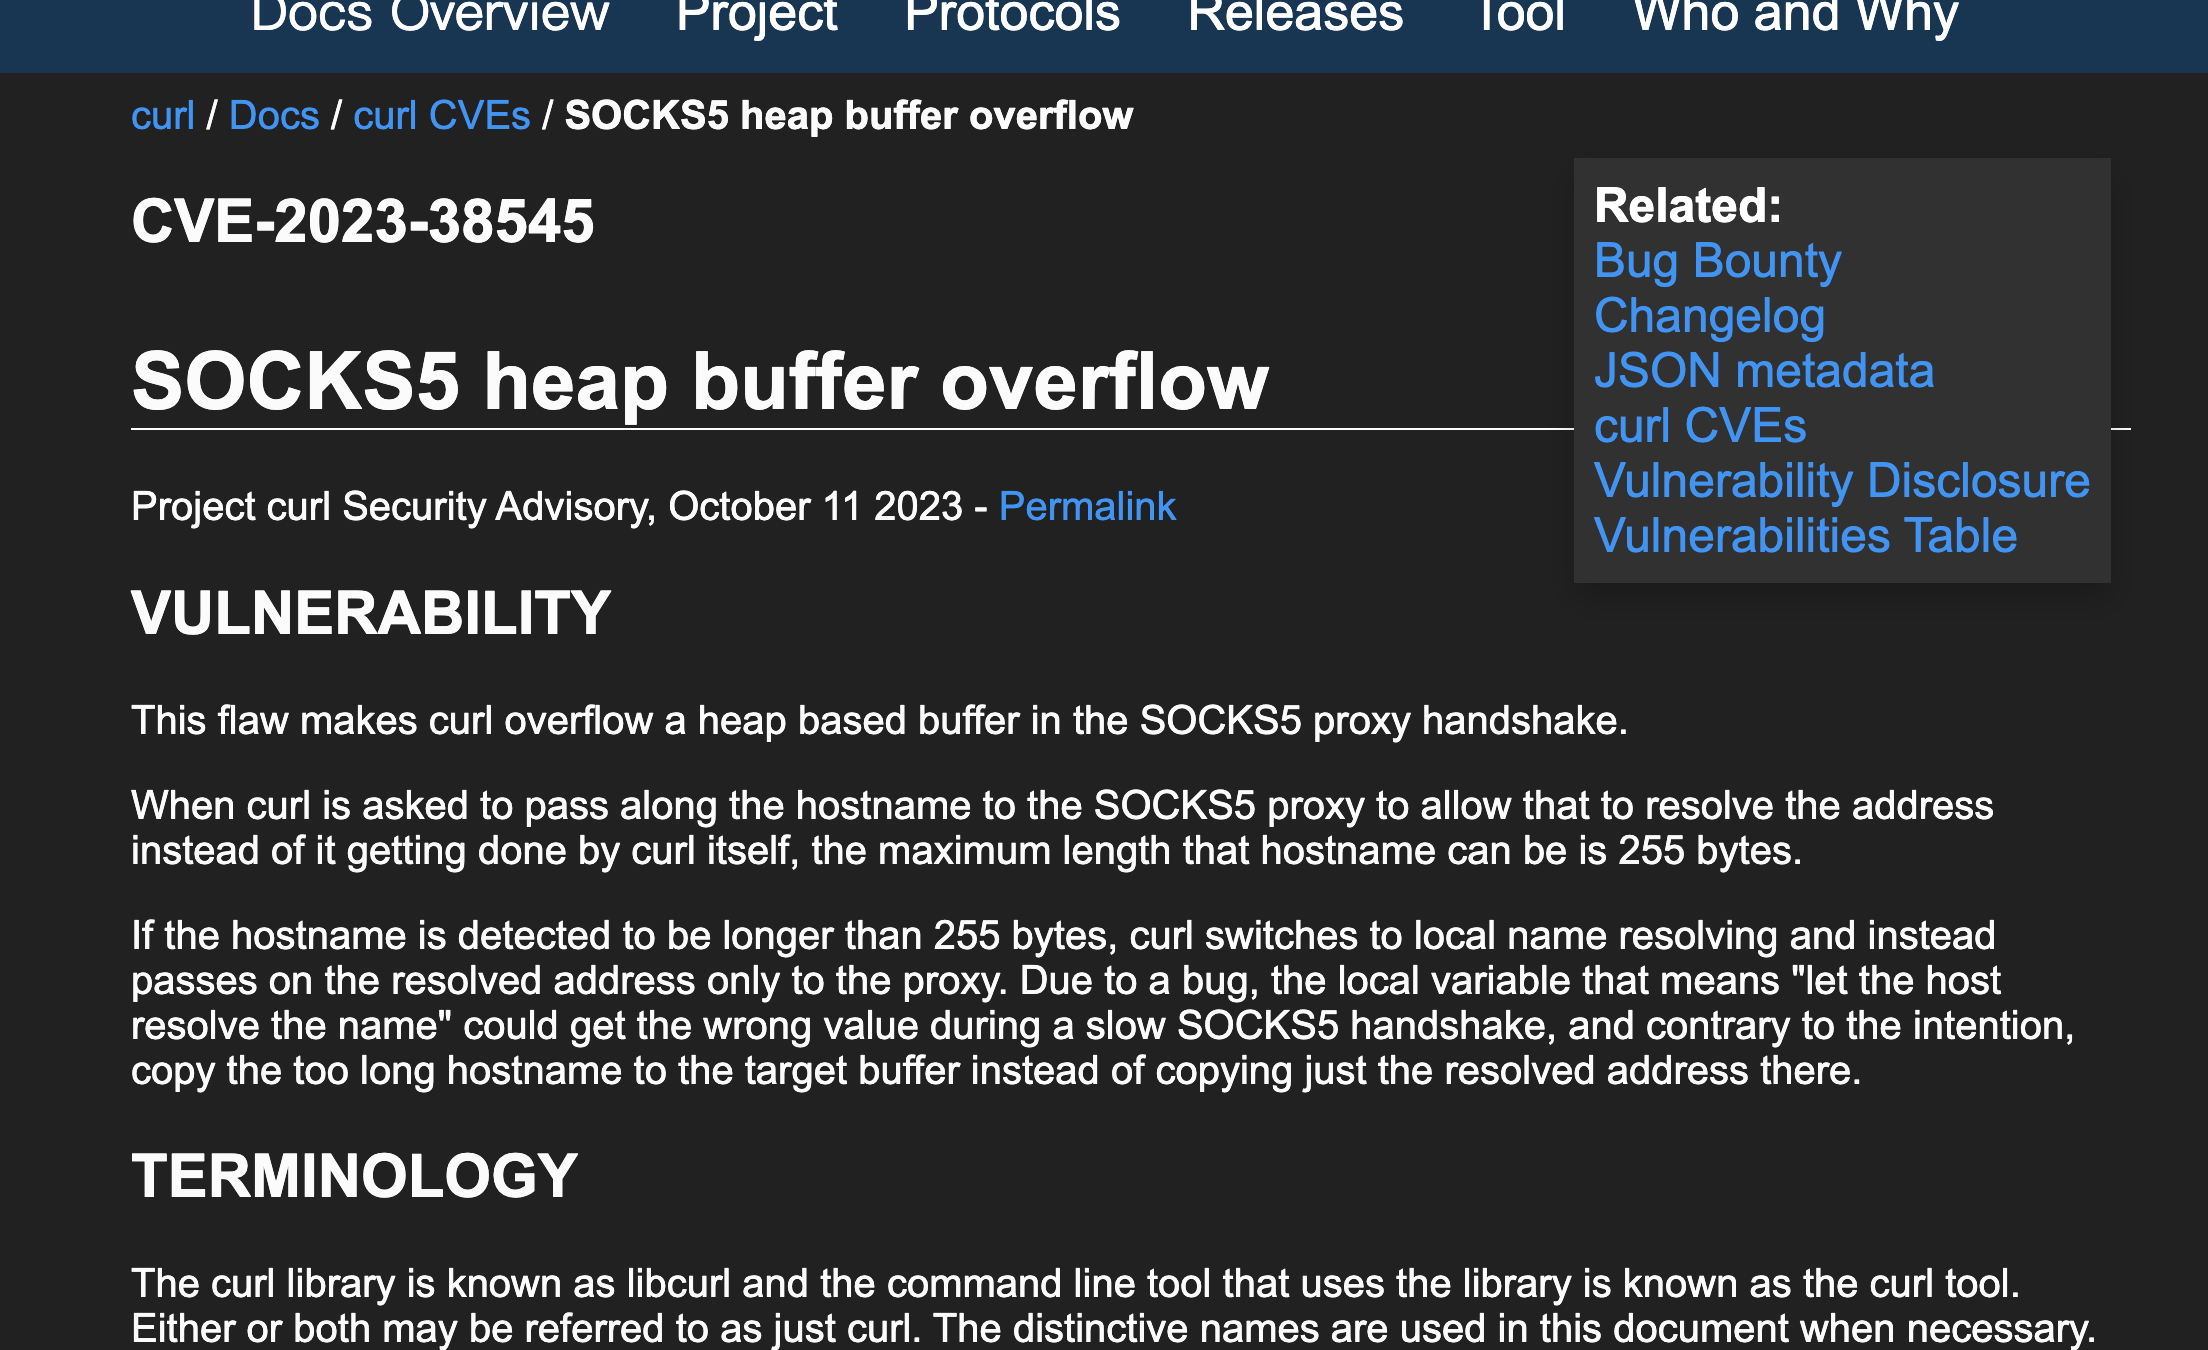 Docs Overview Project Protocols Releases Tool Who and Why
curl / Docs / curl CVEs / SOCKS5 heap buffer overflow
CVE-2023-38545
Related:
Bug Bounty
Changelog
JSON metadata
curl CVEs
Vulnerability Disclosure
Vulnerabilities Table
SOCKS5 heap buffer overflow
Project curl Security Advisory, October 11 2023 - Permalink
VULNERABILITY
This flaw makes curl overflow a heap based buffer in the SOCKS5 proxy handshake.
When curl is asked to pass along the hostname to the SOCKS5 proxy to allow that to resolve the address
instead of it getting done by curl itself, the maximum length that hostname can be is 255 bytes.
If the hostname is detected to be longer than 255 bytes, curl switches to local name resolving and instead
passes on the resolved address only to the proxy. Due to a bug, the local variable that means "let the host
resolve the name" could get the wrong value during a slow SOCKS5 handshake, and contrary to the intention,
copy the too long hostname to the target buffer instead of copying just the resolved address there.
TERMINOLOGY
The curl library is known as libcurl and the command line tool that uses the library is known as the curl tool.
Either or both may be referred to as just curl. The distinctive names are used in this document when necessary.